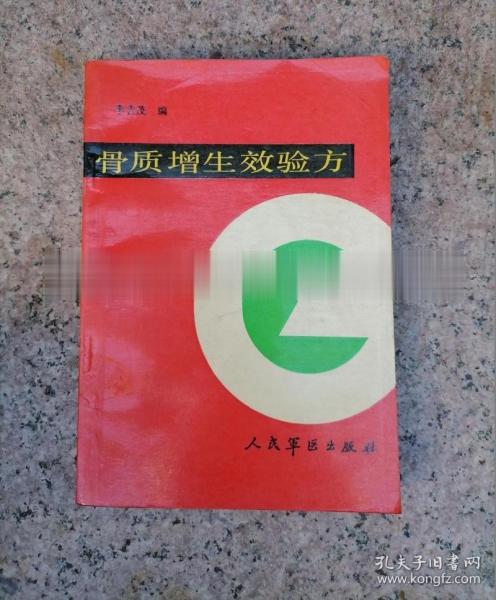 李吉茂 编
骨质增生效验方
人民军医出版社
孔夫子旧书网
www.kongfz.com